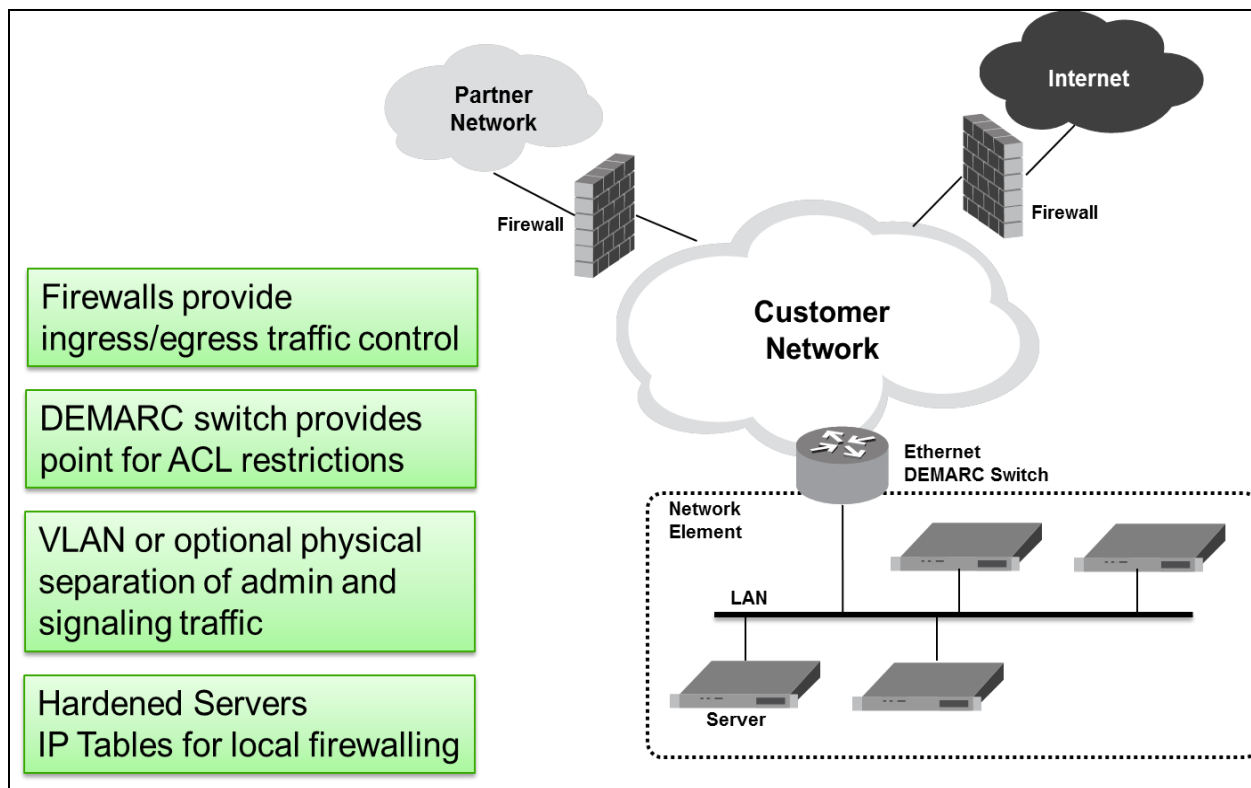 Partner
Network
Internet
Firewall
Firewall
Firewalls provide
ingress/egress traffic control
Customer
Network
DEMARC switch provides
point for ACL restrictions
Ethernet
DEMARC Switch
Network
Element
VLAN or optional physical
separation of admin and
signaling traffic
LAN
Hardened Servers
IP Tables for local firewalling
Server